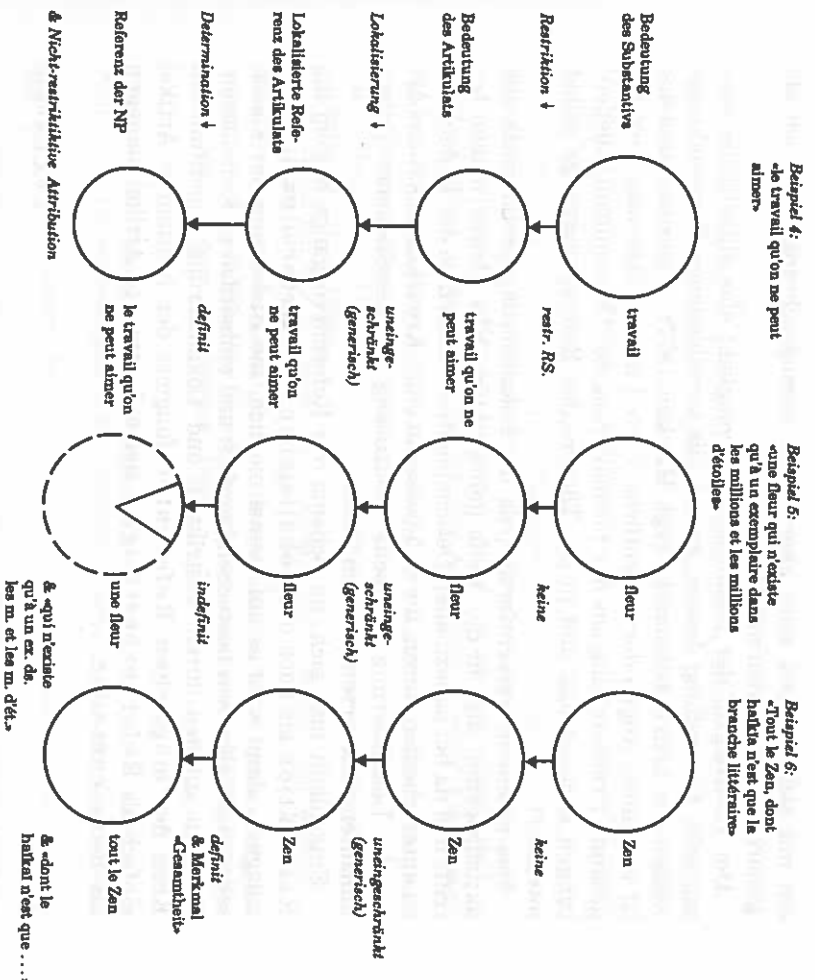 Beispiel 4:
«le travail qu'on ne peut
aimer»
Beispiel 5:
«une fleur qui n'existe
qu'à un exemplaire dans
les millions et les millions
d'étoiles»
Beispiel 6:
«Tout le Zen, dont
haïkïa n'est que la
branche littéraire»
Bedeutung
des Substantivs
travail
fleur
Zen
Restriktion ↓
restr. RS.
keine
keine
Bedeutung
des Artikulats
travail qu'on ne
peut aimer
fleur
Zen
Lokalisierung ↓
uneinge-
schränkt
(generisch)
uneinge-
schränkt
(generisch)
uneingeschränkt
(generisch)
Lokalisierte Refe-
renz des Artikulats
travail qu'on
ne peut aimer
fleur
Zen
Determination ↓
definit
indefinit
definit
& Merkmal
«Gesamtheit»
Referenz der NP
le travail qu'on
ne peut aimer
une fleur
tout le Zen
& Nicht-restriktiktive Attribution
& «qui n'existe
qu'à un ex. ds.
les m. et les m. d'ét.»
& «dont le
haïkaï n'est que ...»